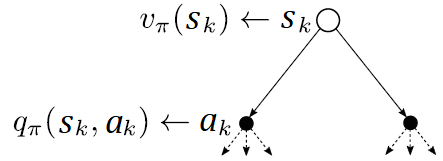 vπ(sk) ← sk
qπ(sk, ak) ← ak